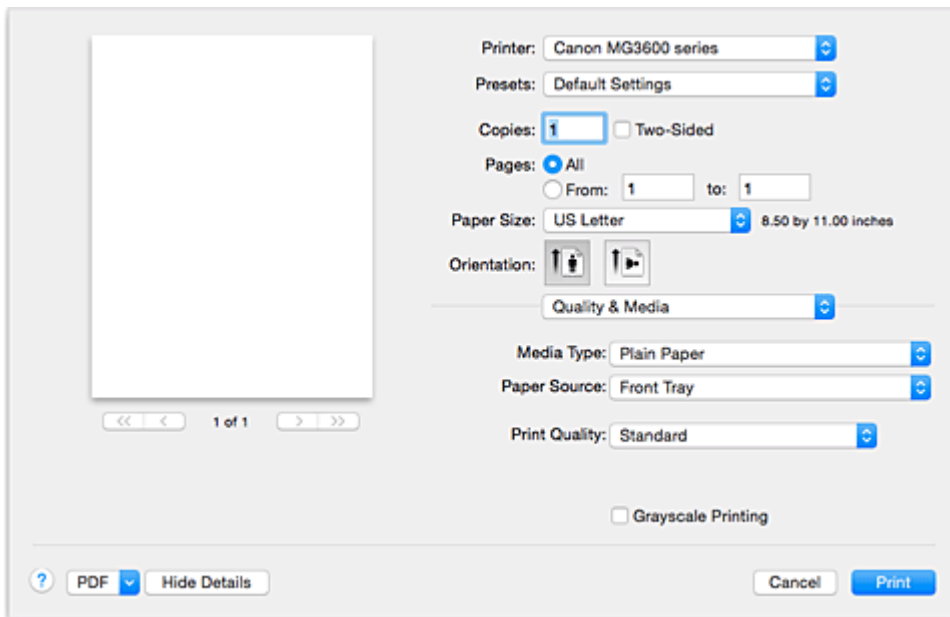 Printer: Canon MG3600 series
Presets: Default Settings
Copies: 1 Two-Sided
Pages: All
From: 1 to: 1
Paper Size: US Letter 8.50 by 11.00 inches
Orientation:
Quality & Media
Media Type: Plain Paper
Paper Source: Front Tray
<< < 1 of 1 > >>
Print Quality: Standard
Grayscale Printing
? PDF Hide Details Cancel Print